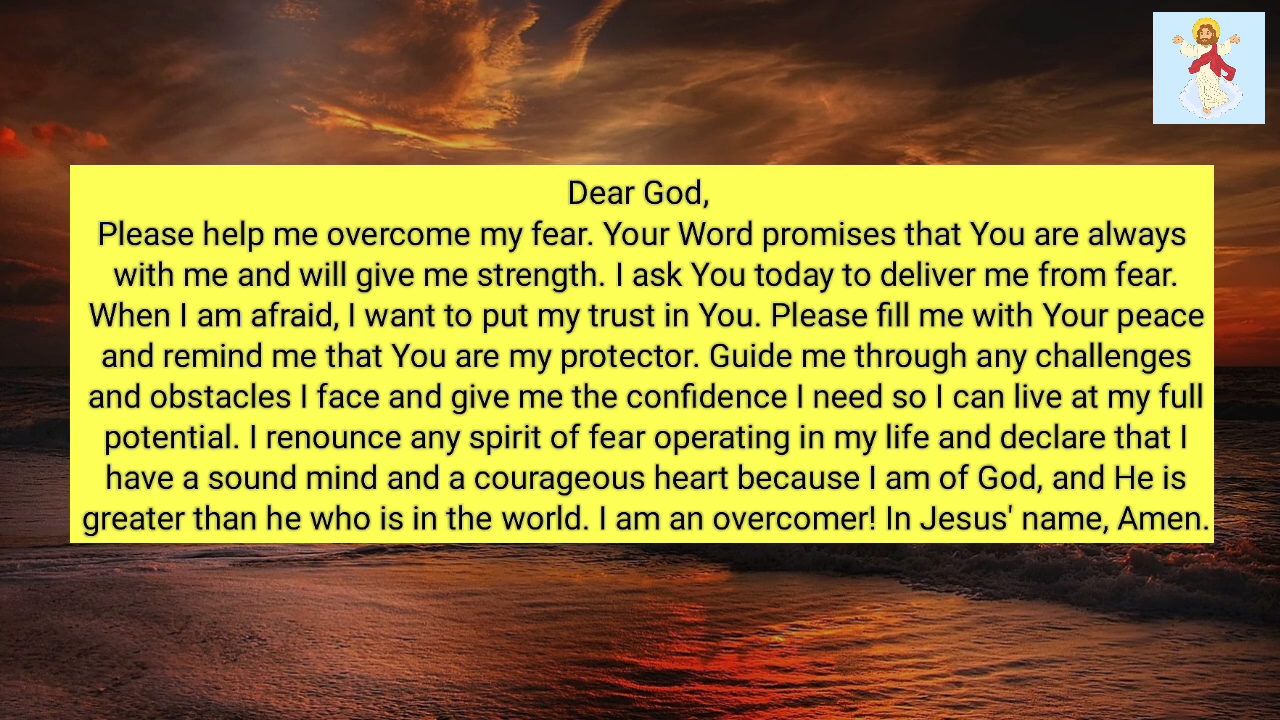 Dear God,
Please help me overcome my fear. Your Word promises that You are always
with me and will give me strength. I ask You today to deliver me from fear.
When I am afraid, I want to put my trust in You. Please fill me with Your peace
and remind me that You are my protector. Guide me through any challenges
and obstacles I face and give me the confidence I need so I can live at my full
potential. I renounce any spirit of fear operating in my life and declare that I
have a sound mind and a courageous heart because I am of God, and He is
greater than he who is in the world. I am an overcomer! In Jesus' name, Amen.